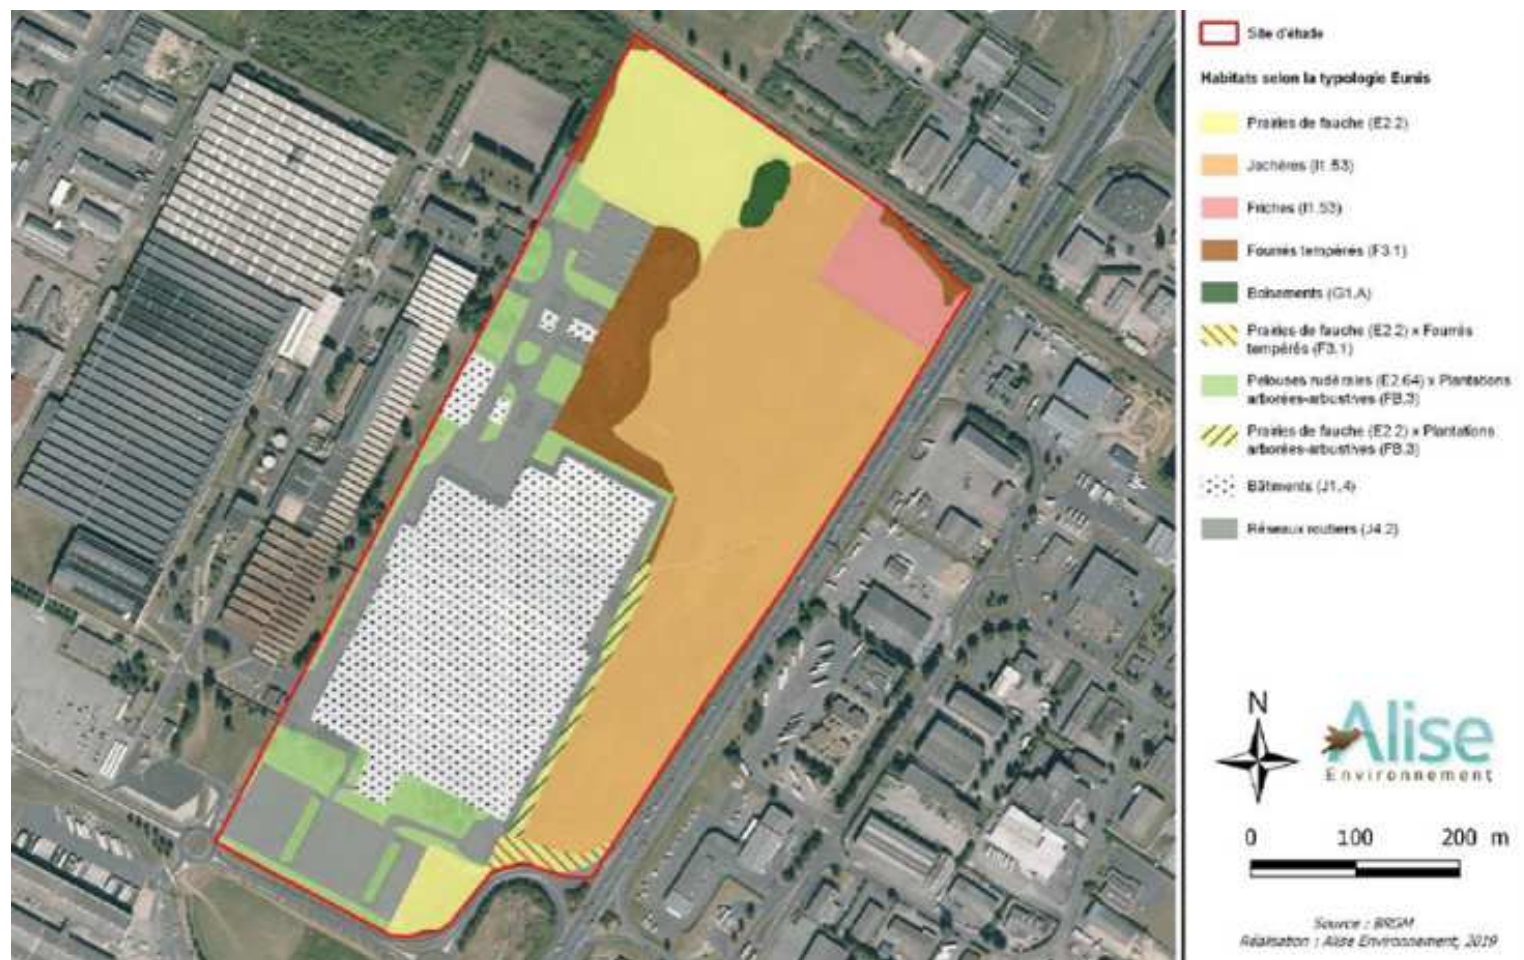 Site d'étude
Habitats selon la typologie Eunis
Prairies de fauche (E2.2)
Jachères (I1.53)
Friches (I1.53)
Fourrés tempérés (F3.1)
Boisements (G1.A)
Prairies de fauche (E2.2) x Fourrés
tempérés (F3.1)
Pelouses rudérales (E2.64) x Plantations
arborées-arbustives (FB.3)
Prairies de fauche (E2.2) x Plantations
arborées-arbustives (FB.3)
Bâtiments (J1.4)
Réseaux routiers (J4.2)
N
Alise
Environnement
0 100 200 m
Source : BRGM
Réalisation : Alise Environnement, 2019